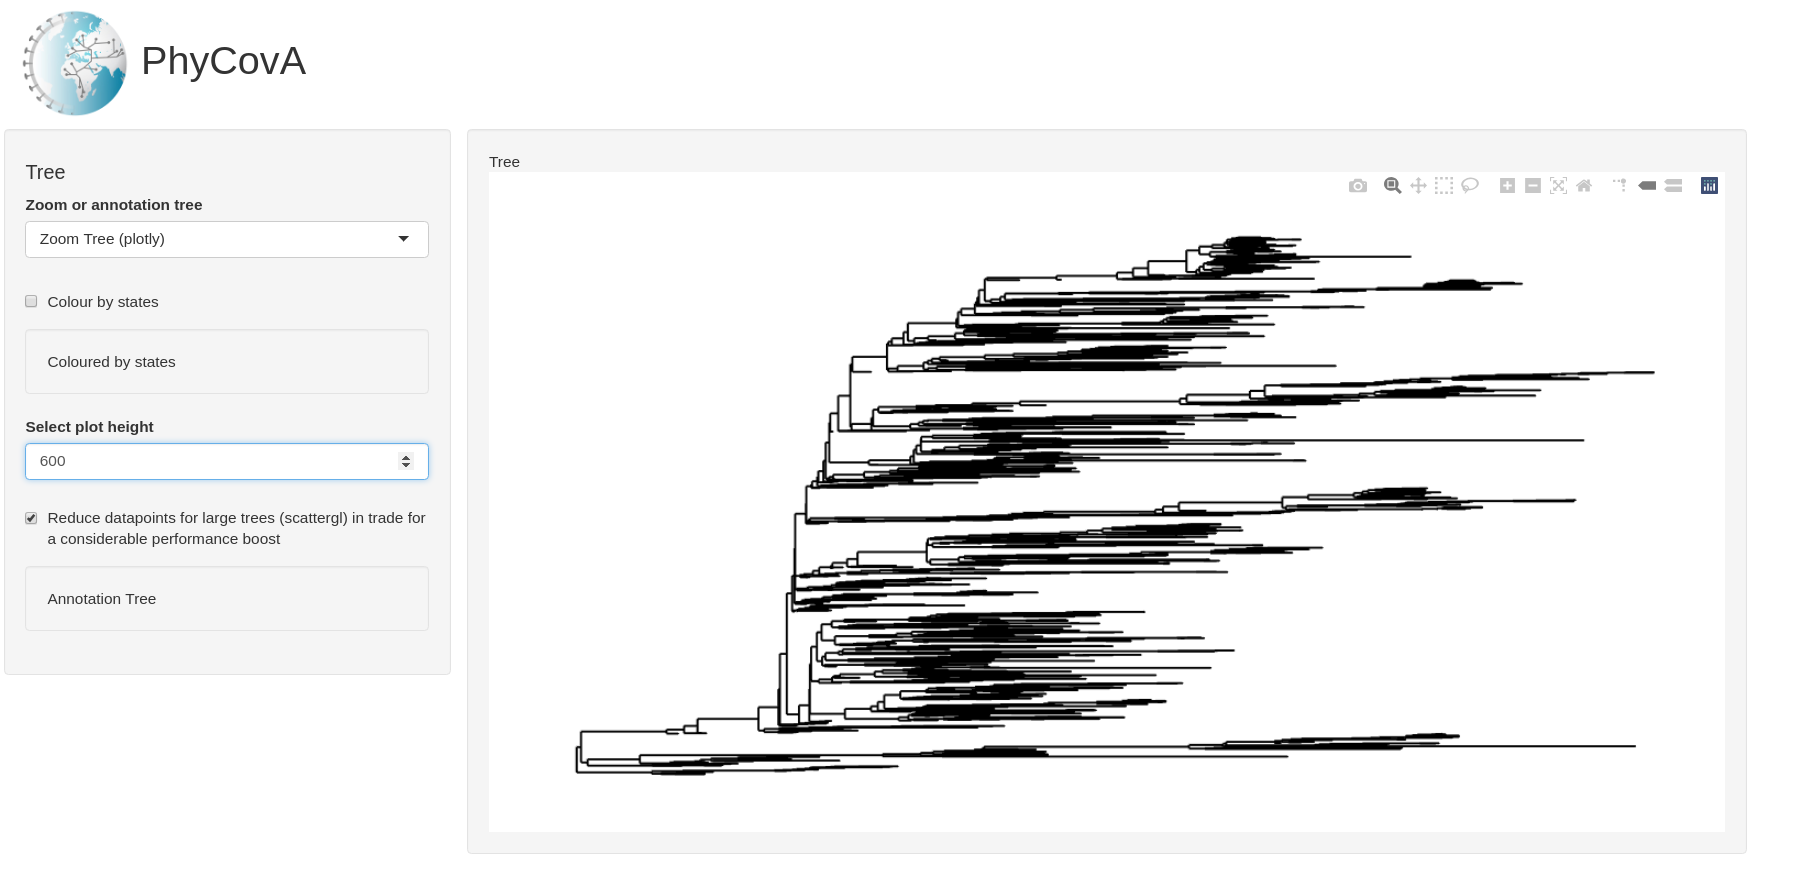 PhyCovA
Tree
Zoom or annotation tree
Zoom Tree (plotly)
Colour by states
Coloured by states
Select plot height
600
Reduce datapoints for large trees (scattergl) in trade for
a considerable performance boost
Annotation Tree
Tree